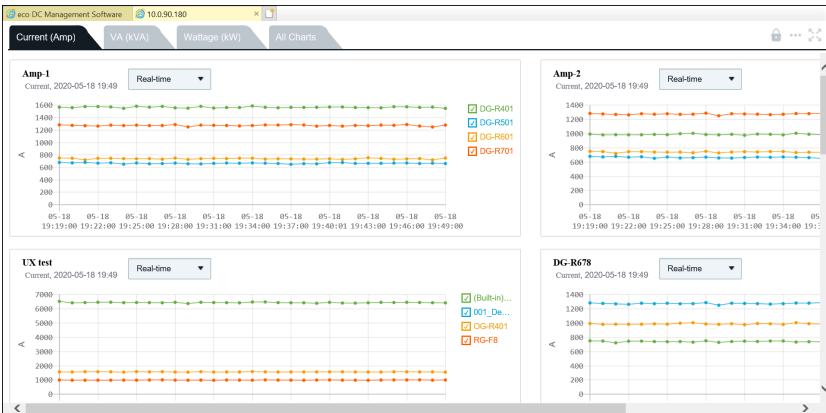 eco DC Management Software
10.0.90.180
Current (Amp)
VA (kVA)
Wattage (kW)
All Charts
Amp-1
Current, 2020-05-18 19:49
Real-time
1600
1400
1200
1000
800
600
400
200
0
A
05-18 05-18 05-18 05-18 05-18 05-18 05-18 05-18 05-18 05-18 05-18
19:19:00 19:22:00 19:25:00 19:28:00 19:31:00 19:34:00 19:37:00 19:40:01 19:43:00 19:46:00 19:49:00
DG-R401
DG-R501
DG-R601
DG-R701
Amp-2
Current, 2020-05-18 19:49
Real-time
1400
1200
1000
800
600
400
200
0
A
05-18 05-18 05-18 05-18 05-18 05-18 05
19:19:00 19:22:00 19:25:00 19:28:00 19:31:00 19:34:00 19:3
UX test
Current, 2020-05-18 19:49
Real-time
7000
6000
5000
4000
3000
2000
1000
0
A
(Built-in)...
001_De...
OG-R401
RG-F8
DG-R678
Current, 2020-05-18 19:49
Real-time
1400
1200
1000
800
600
400
200
0
A